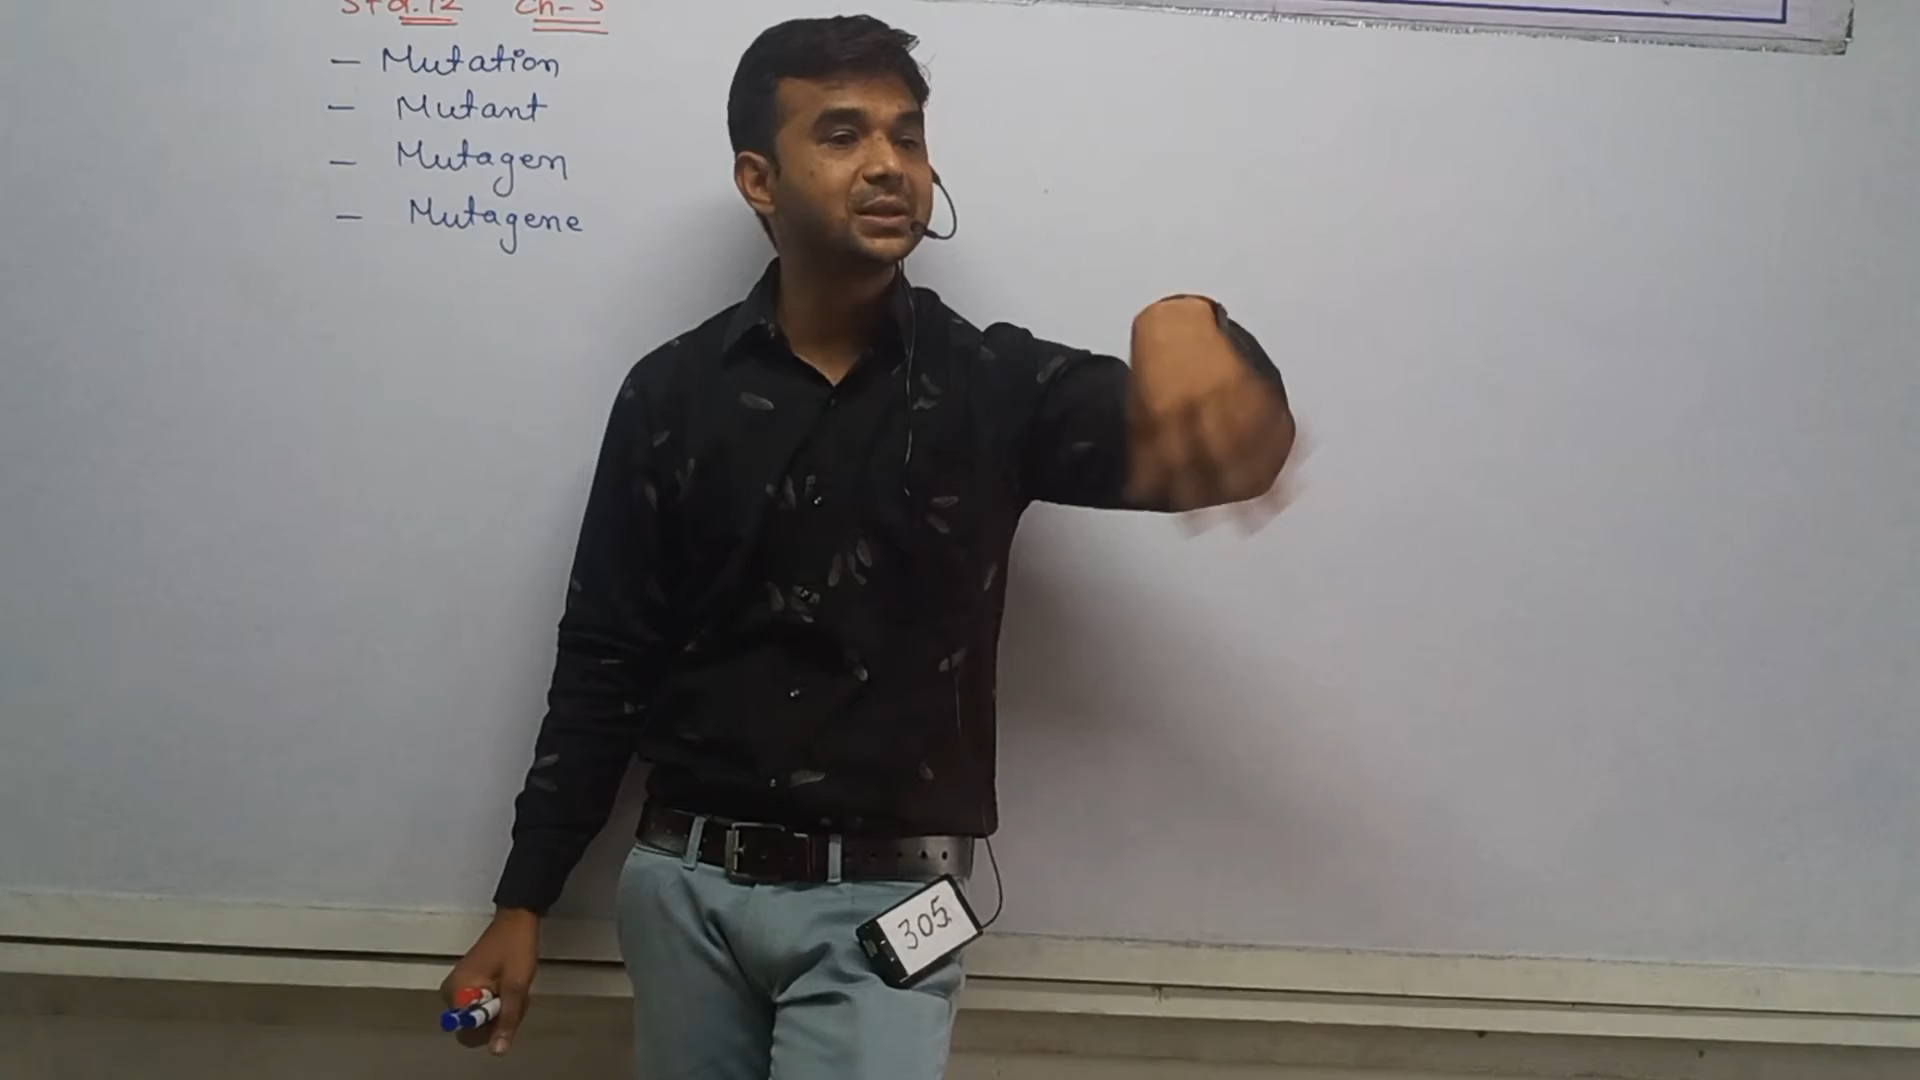 Std. 12 Ch- 5
- Mutation
- Mutant
- Mutagen
- Mutagene
305